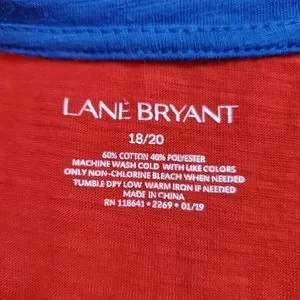 LANE BRYANT
18/20
60% COTTON 40% POLYESTER
MACHINE WASH COLD WITH LIKE COLORS
ONLY NON-CHLORINE BLEACH WHEN NEEDED
TUMBLE DRY LOW WARM IRON IF NEEDED
MADE IN CHINA
RN 118641 • 2269 • 01/19